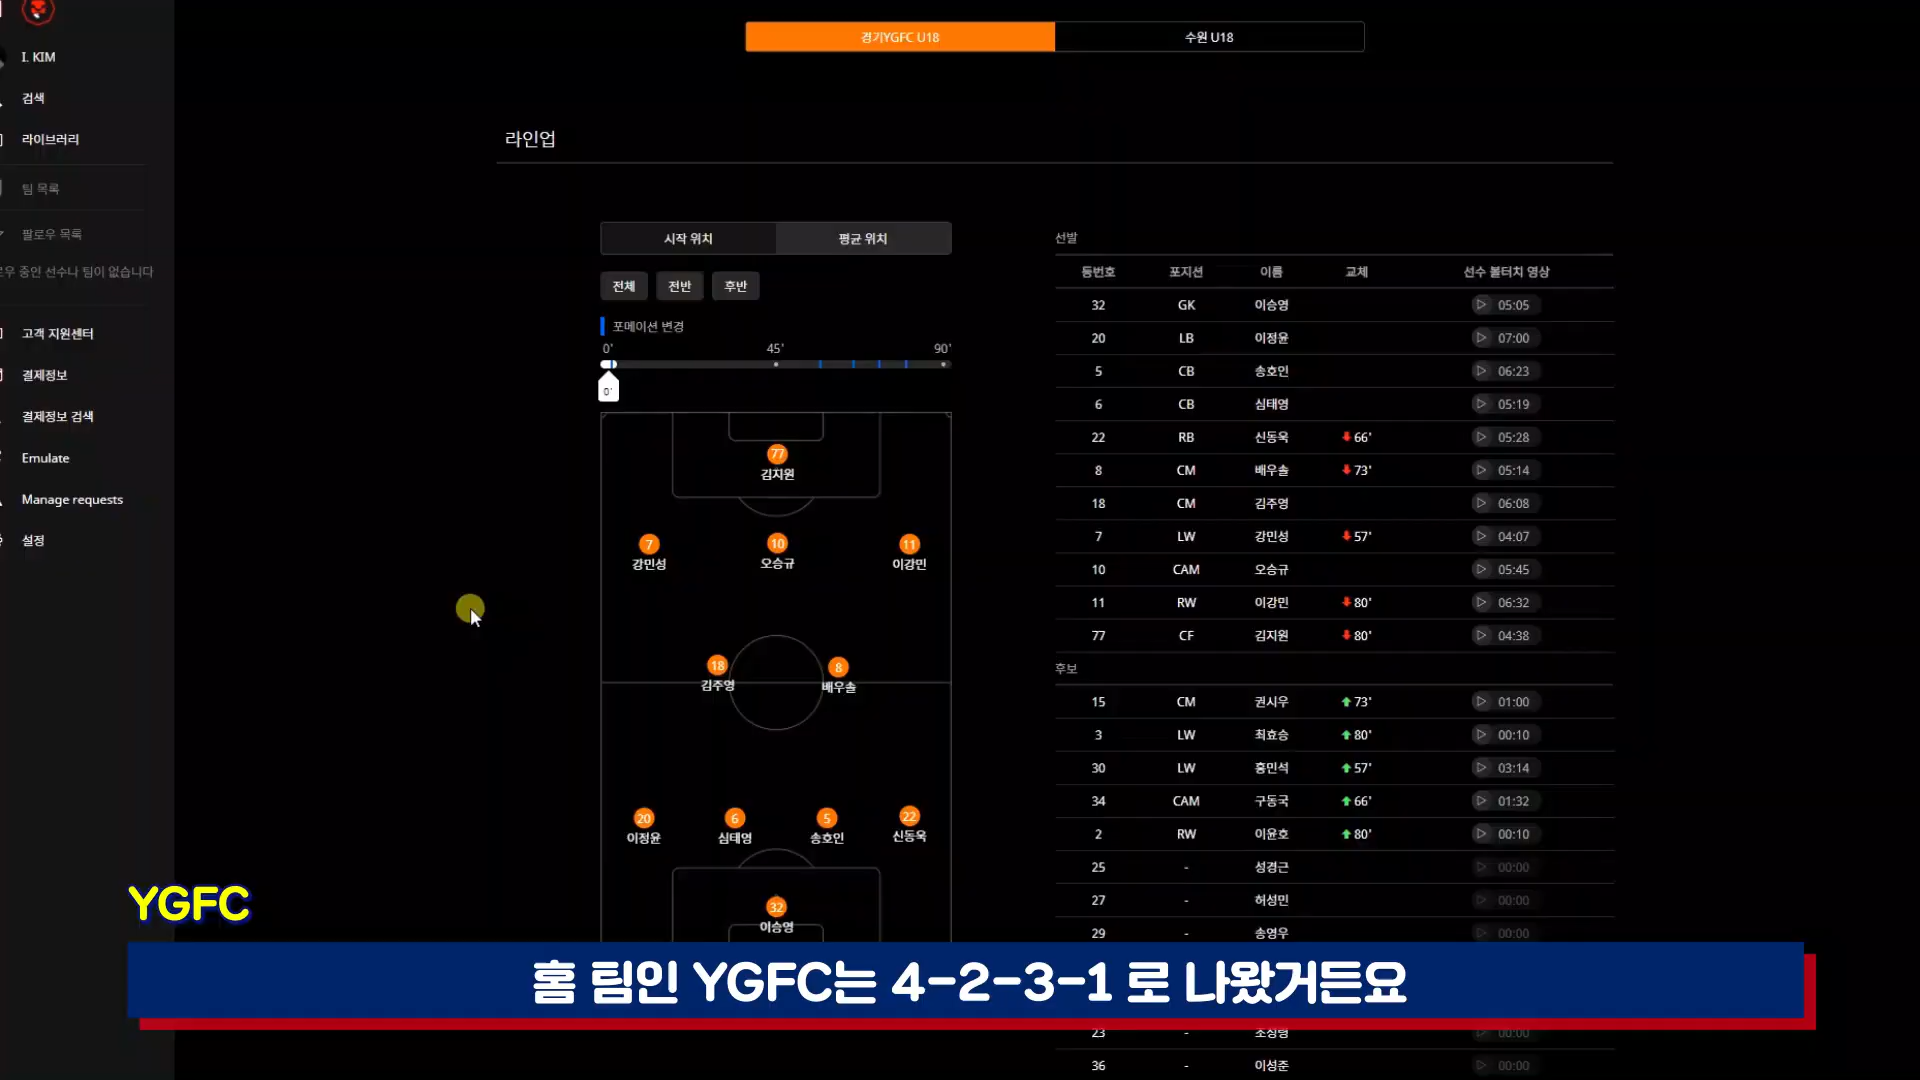 I. KIM
검색
라이브러리
팀 목록
팔로우 목록
로우 중인 선수나 팀이 없습니다
고객 지원센터
결제정보
결제정보 검색
Emulate
Manage requests
설정
경기YGFC U18
수원 U18
라인업
시작 위치 평균 위치
전체 전반 후반
포메이션 변경
0' 45' 90'
0'
77
김지원
7 10 11
강민성 오승규 이강민
18 8
김주영 배우솔
20 6 5 22
이정윤 심태영 송호인 신동욱
32
이승영
선발
등번호 포지션 이름 교체 선수 볼터치 영상
32 GK 이승영 05:05
20 LB 이정윤 07:00
5 CB 송호인 06:23
6 CB 심태영 05:19
22 RB 신동욱 66' 05:28
8 CM 배우솔 73' 05:14
18 CM 김주영 06:08
7 LW 강민성 57' 04:07
10 CAM 오승규 05:45
11 RW 이강민 80' 06:32
77 CF 김지원 80' 04:38
후보
15 CM 권시우 73' 01:00
3 LW 최효승 80' 00:10
30 LW 홍민석 57' 03:14
34 CAM 구동국 66' 01:32
2 RW 이윤호 80' 00:10
25 - 성경근 00:00
27 - 허성민 00:00
29 - 송영우 00:00
23 - 00:00
36 - 이성준 00:00
YGFC
홈 팀인 YGFC는 4-2-3-1 로 나왔거든요